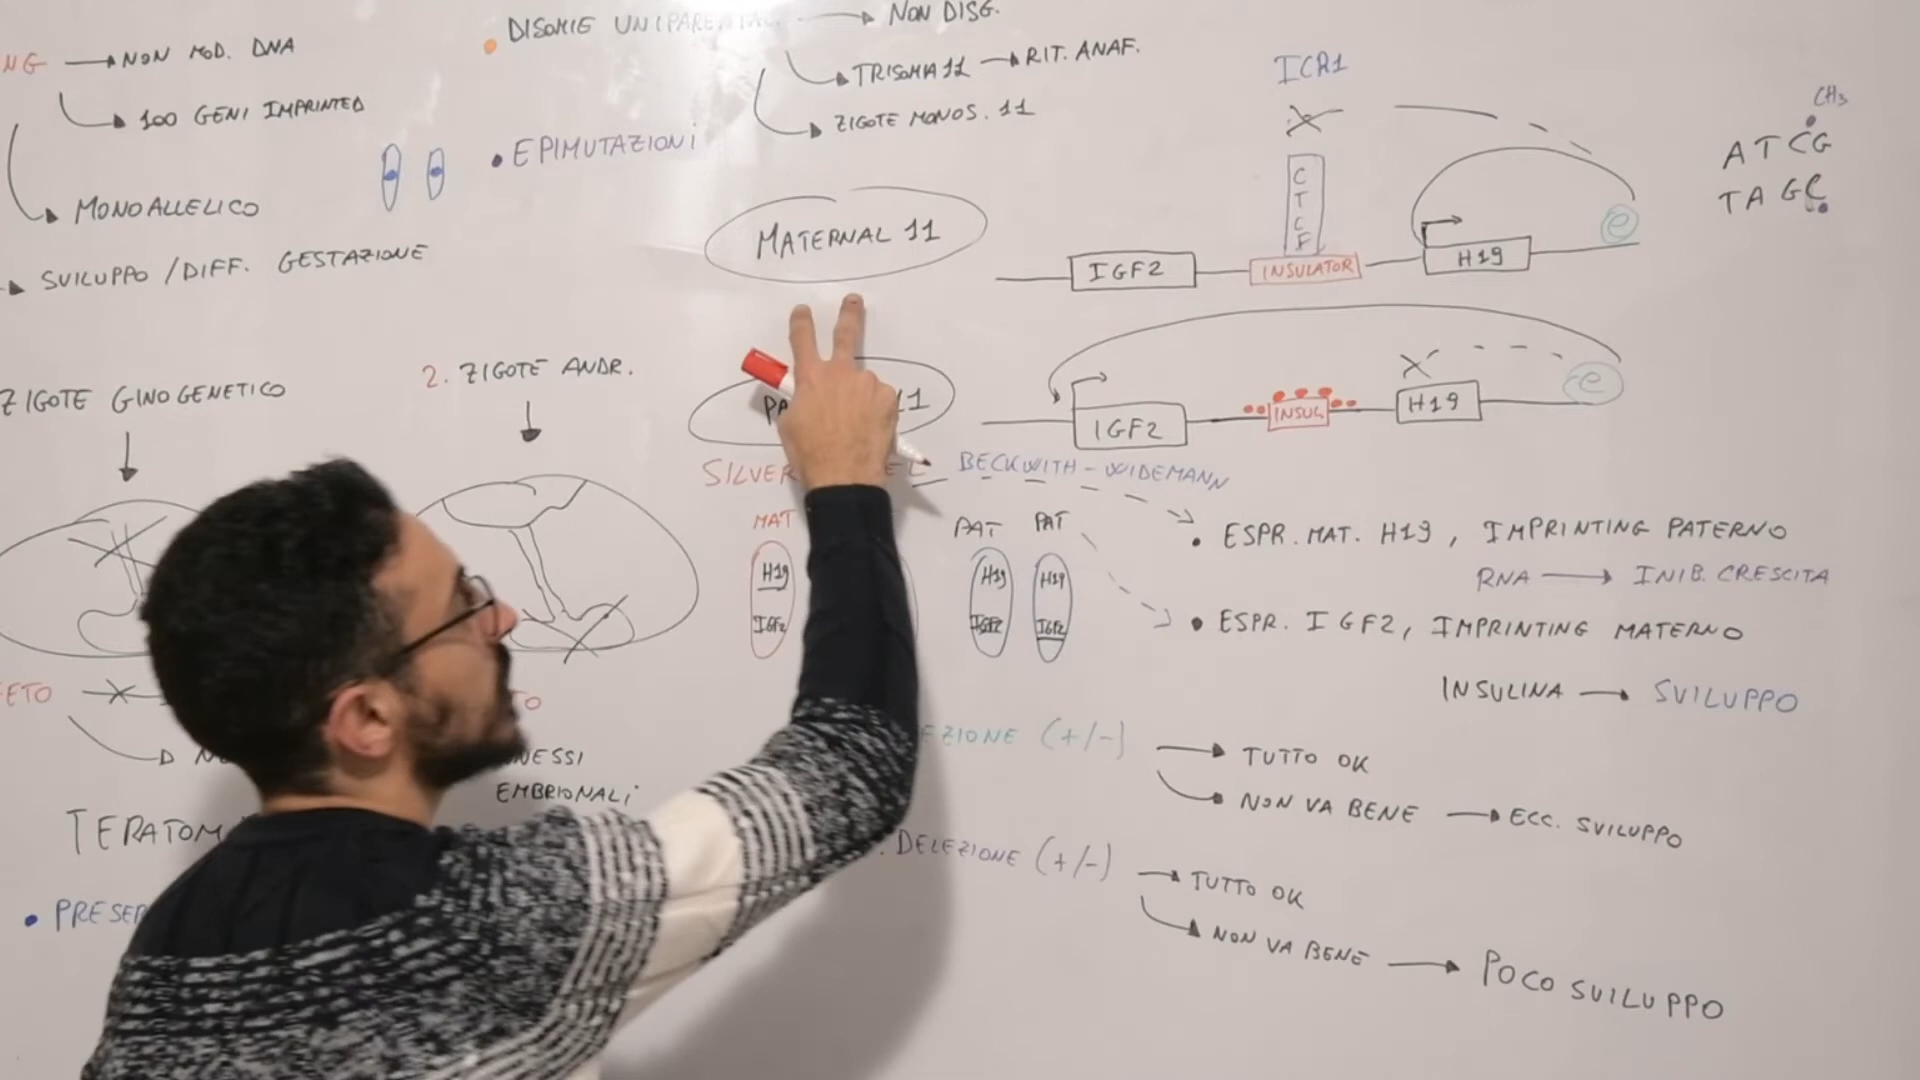 NG → NON MOD. DNA
100 GENI IMPRINTED
MONOALLELICO
SVILUPPO / DIFF. GESTAZIONE
DISOMIE UNIPARENTAL
NON DISG.
TRISOMIA 11 → RIT. ANAF.
ZIGOTE MONOS. 11
EPIMUTAZIONI
ICR1
CH3
ATCG
TAGC
MATERNAL 11
CTCF
IGF2
INSULATOR
H19
e
11
IGF2
INSUL
H19
e
ZIGOTE GINOGENETICO
2. ZIGOTE ANDR.
SILVER
BECKWITH - WIDEMANN
MAT
H19
IGF2
PAT
H19
IGF2
PAT
H19
IGF2
ESPR. MAT. H19, IMPRINTING PATERNO
RNA → INIB. CRESCITA
ESPR. IGF2, IMPRINTING MATERNO
INSULINA → SVILUPPO
FETO
TO
NESSI
EMBRIONALI
TERATOM
PRESE
EZIONE (+/-)
TUTTO OK
NON VA BENE → ECC. SVILUPPO
DELEZIONE (+/-)
TUTTO OK
NON VA BENE → POCO SVILUPPO